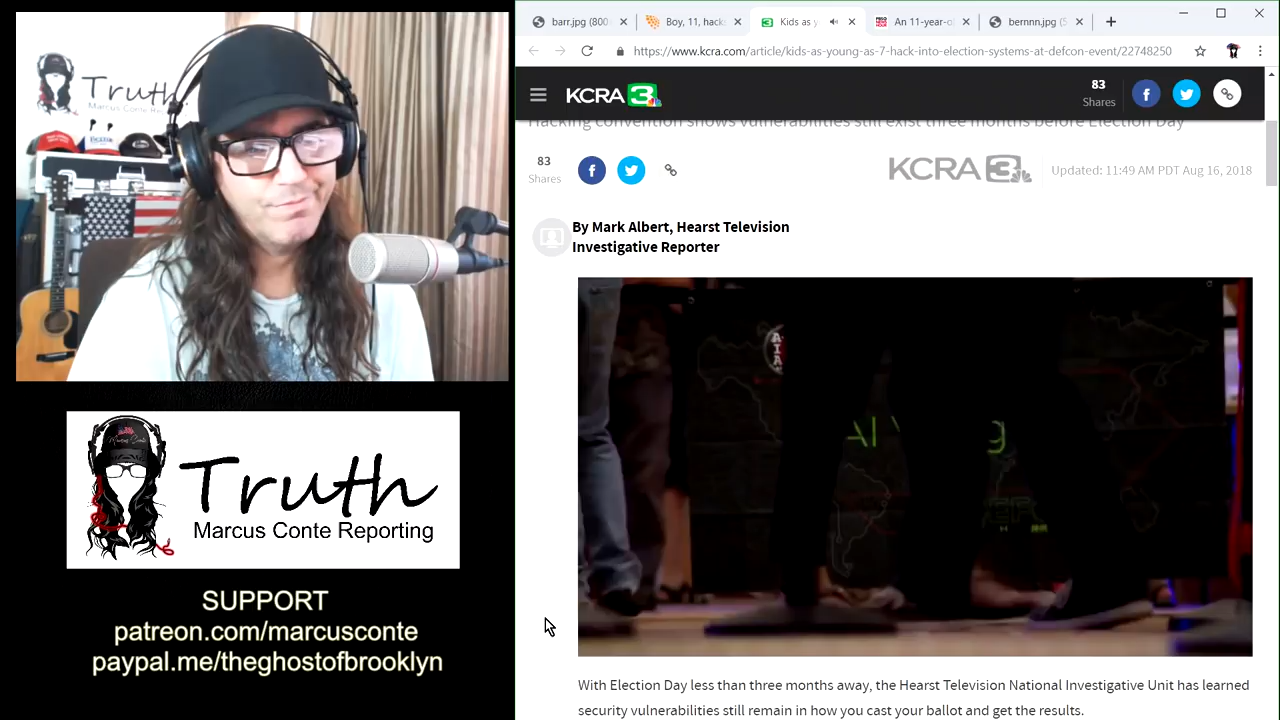 Truth.
Marcus Conte Reporting
Truth
Marcus Conte Reporting
SUPPORT
patreon.com/marcusconte
paypal.me/theghostofbrooklyn
barr.jpg (800
Boy, 11, hack
Kids as y
An 11-year-o
bernnn.jpg (5
https://www.kcra.com/article/kids-as-young-as-7-hack-into-election-systems-at-defcon-event/22748250
KCRA 3
83
Shares
Hacking convention shows vulnerabilities still exist three months before Election Day
83
Shares
KCRA 3
Updated: 11:49 AM PDT Aug 16, 2018
By Mark Albert, Hearst Television
Investigative Reporter
With Election Day less than three months away, the Hearst Television National Investigative Unit has learned
security vulnerabilities still remain in how you cast your ballot and get the results.